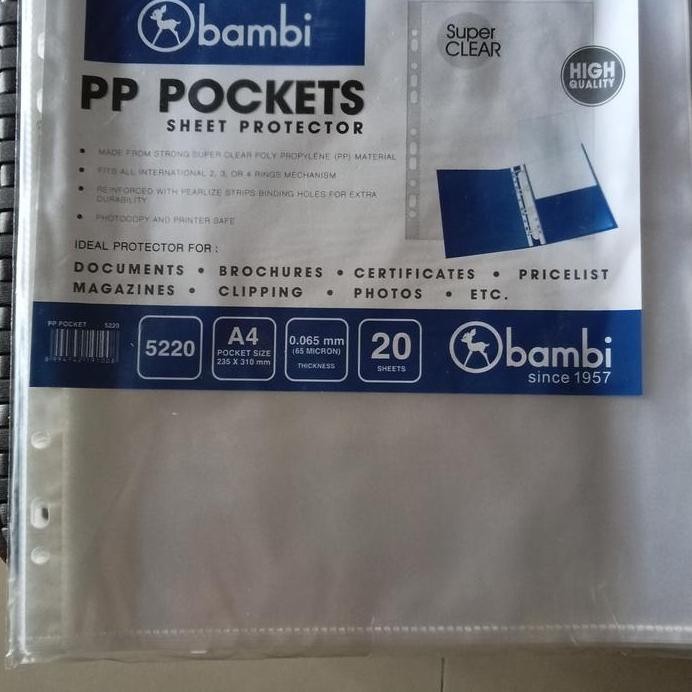 bambi
Super
CLEAR
HIGH
QUALITY
PP POCKETS
SHEET PROTECTOR
• MADE FROM STRONG SUPER CLEAR POLY PROPYLENE (PP) MATERIAL
• FITS ALL INTERNATIONAL 2, 3, OR 4 RINGS MECHANISM
• REINFORCED WITH PEARLIZE STRIPS BINDING HOLES FOR EXTRA
DURABILITY
• PHOTOCOPY AND PRINTER SAFE
IDEAL PROTECTOR FOR :
DOCUMENTS • BROCHURES • CERTIFICATES • PRICELIST
MAGAZINES • CLIPPING • PHOTOS • ETC.
PP POCKET 5220
5220
A4
POCKET SIZE
235 X 310 mm
0.065 mm
(65 MICRON)
THICKNESS
20
SHEETS
bambi
since 1957